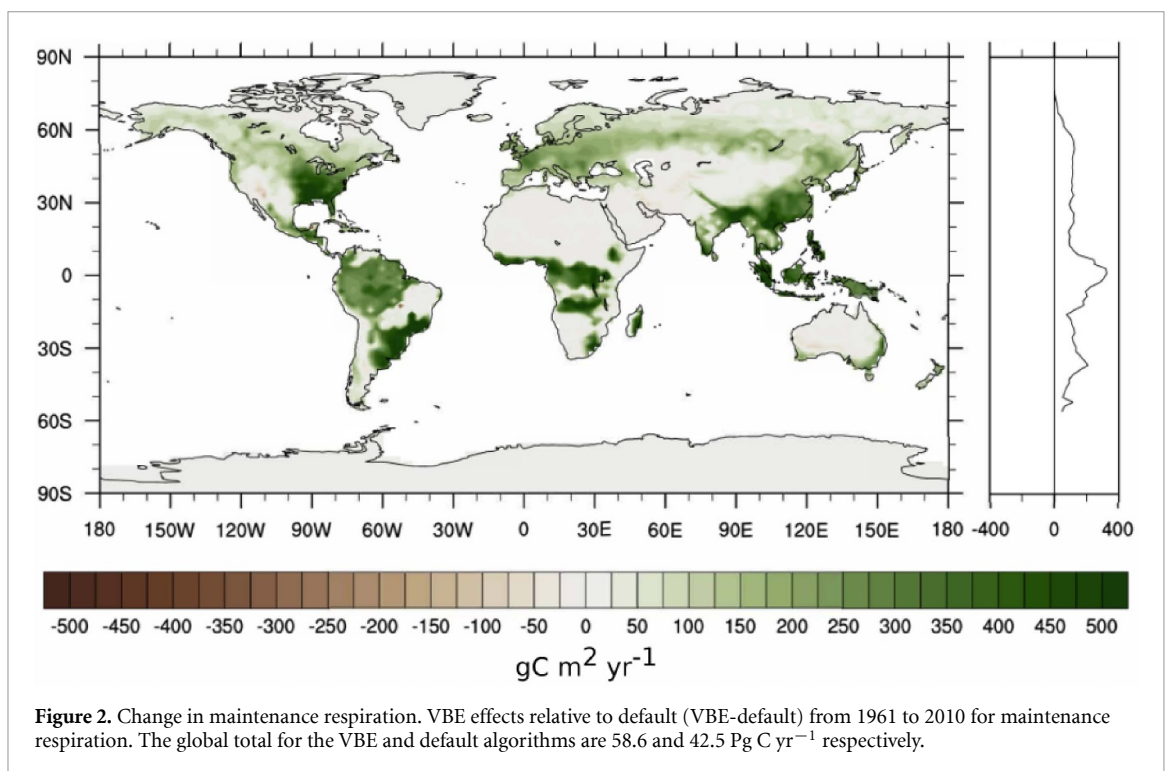 90N
60N
30N
0
30S
60S
90S
180 150W 120W 90W 60W 30W 0 30E 60E 90E 120E 150E 180 -400 0 400
-500 -450 -400 -350 -300 -250 -200 -150 -100 -50 0 50 100 150 200 250 300 350 400 450 500
gC m² yr⁻¹
Figure 2. Change in maintenance respiration. VBE effects relative to default (VBE-default) from 1961 to 2010 for maintenance
respiration. The global total for the VBE and default algorithms are 58.6 and 42.5 Pg C yr⁻¹ respectively.